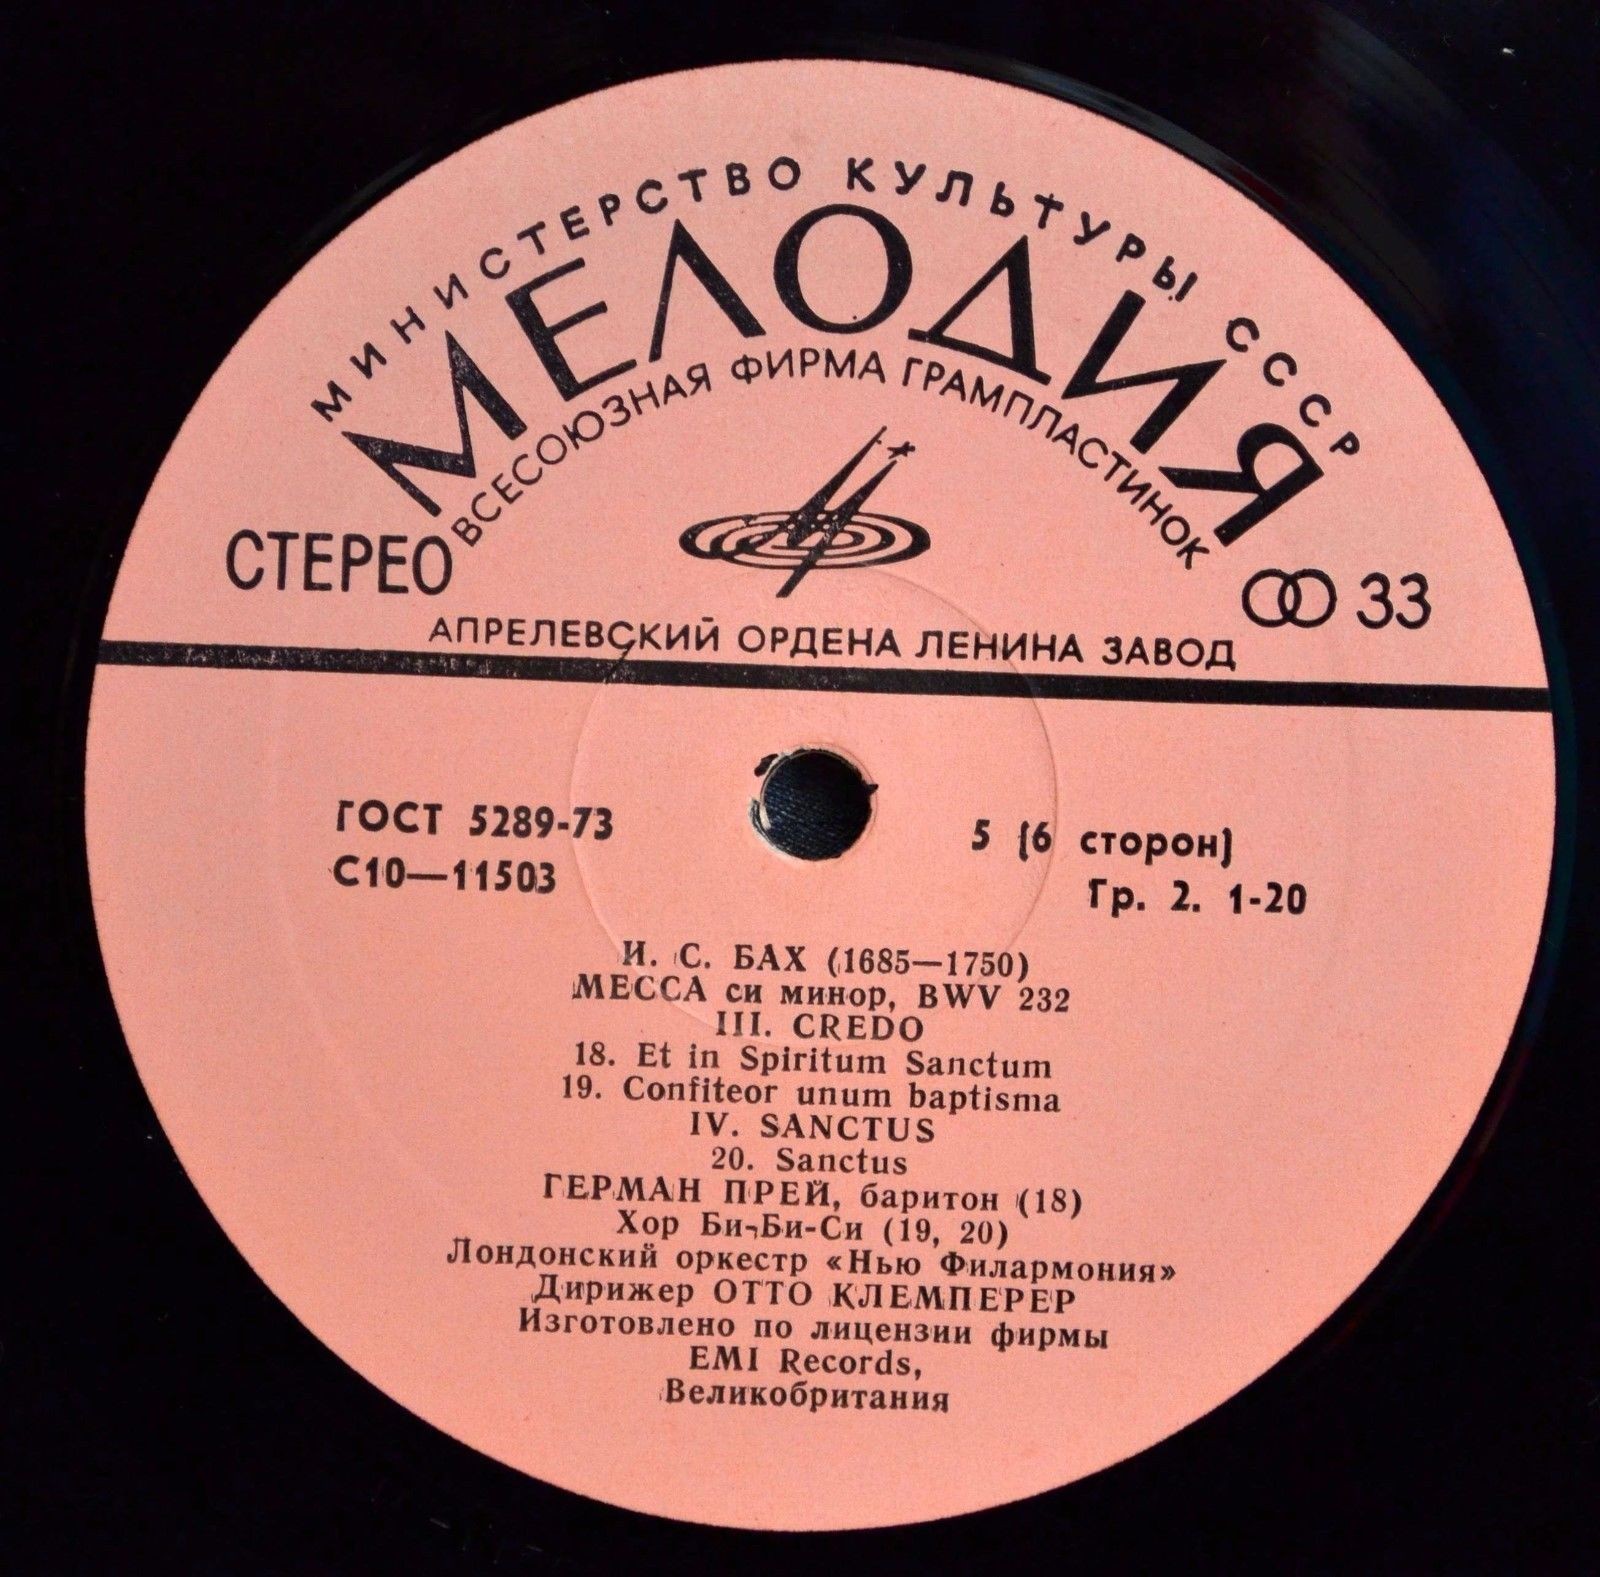 МИНИСТЕРСТВО КУЛЬТУРЫ СССР
МЕЛОДИЯ
ВСЕСОЮЗНАЯ ФИРМА ГРАМПЛАСТИНОК
СТЕРЕО
33
АПРЕЛЕВСКИЙ ОРДЕНА ЛЕНИНА ЗАВОД
ГОСТ 5289-73
5 (6 сторон)
С10—11503
Гр. 2. 1-20
И. С. БАХ (1685—1750)
МЕССА си минор, BWV 232
III. CREDO
18. Et in Spiritum Sanctum
19. Confiteor unum baptisma
IV. SANCTUS
20. Sanctus
ГЕРМАН ПРЕЙ, баритон (18)
Хор Би-Би-Си (19, 20)
Лондонский оркестр «Нью Филармония»
Дирижер ОТТО КЛЕМПЕРЕР
Изготовлено по лицензии фирмы
EMI Records,
Великобритания